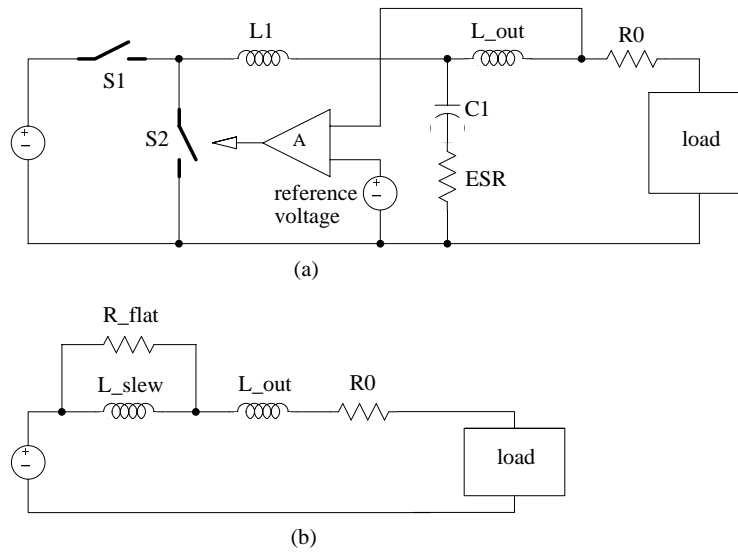 L1
L_out
R0
S1
S2
A
C1
load
ESR
reference
voltage
+
−
+
−
(a)
R_flat
L_slew
L_out
R0
load
+
−
(b)